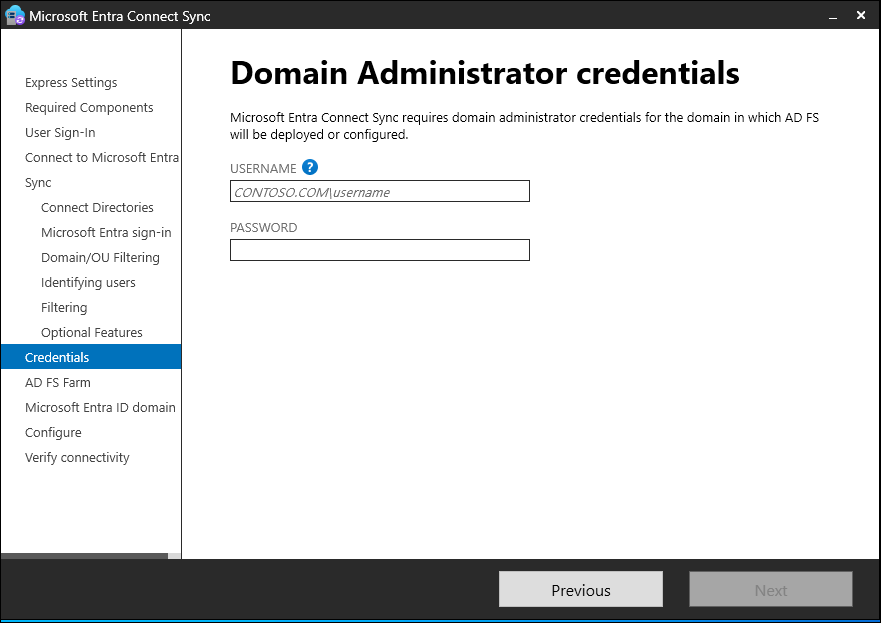 Microsoft Entra Connect Sync
Express Settings
Required Components
User Sign-In
Connect to Microsoft Entra
Sync
Connect Directories
Microsoft Entra sign-in
Domain/OU Filtering
Identifying users
Filtering
Optional Features
Credentials
AD FS Farm
Microsoft Entra ID domain
Configure
Verify connectivity
Domain Administrator credentials
Microsoft Entra Connect Sync requires domain administrator credentials for the domain in which AD FS
will be deployed or configured.
USERNAME ?
CONTOSO.COM\username
PASSWORD
Previous
Next